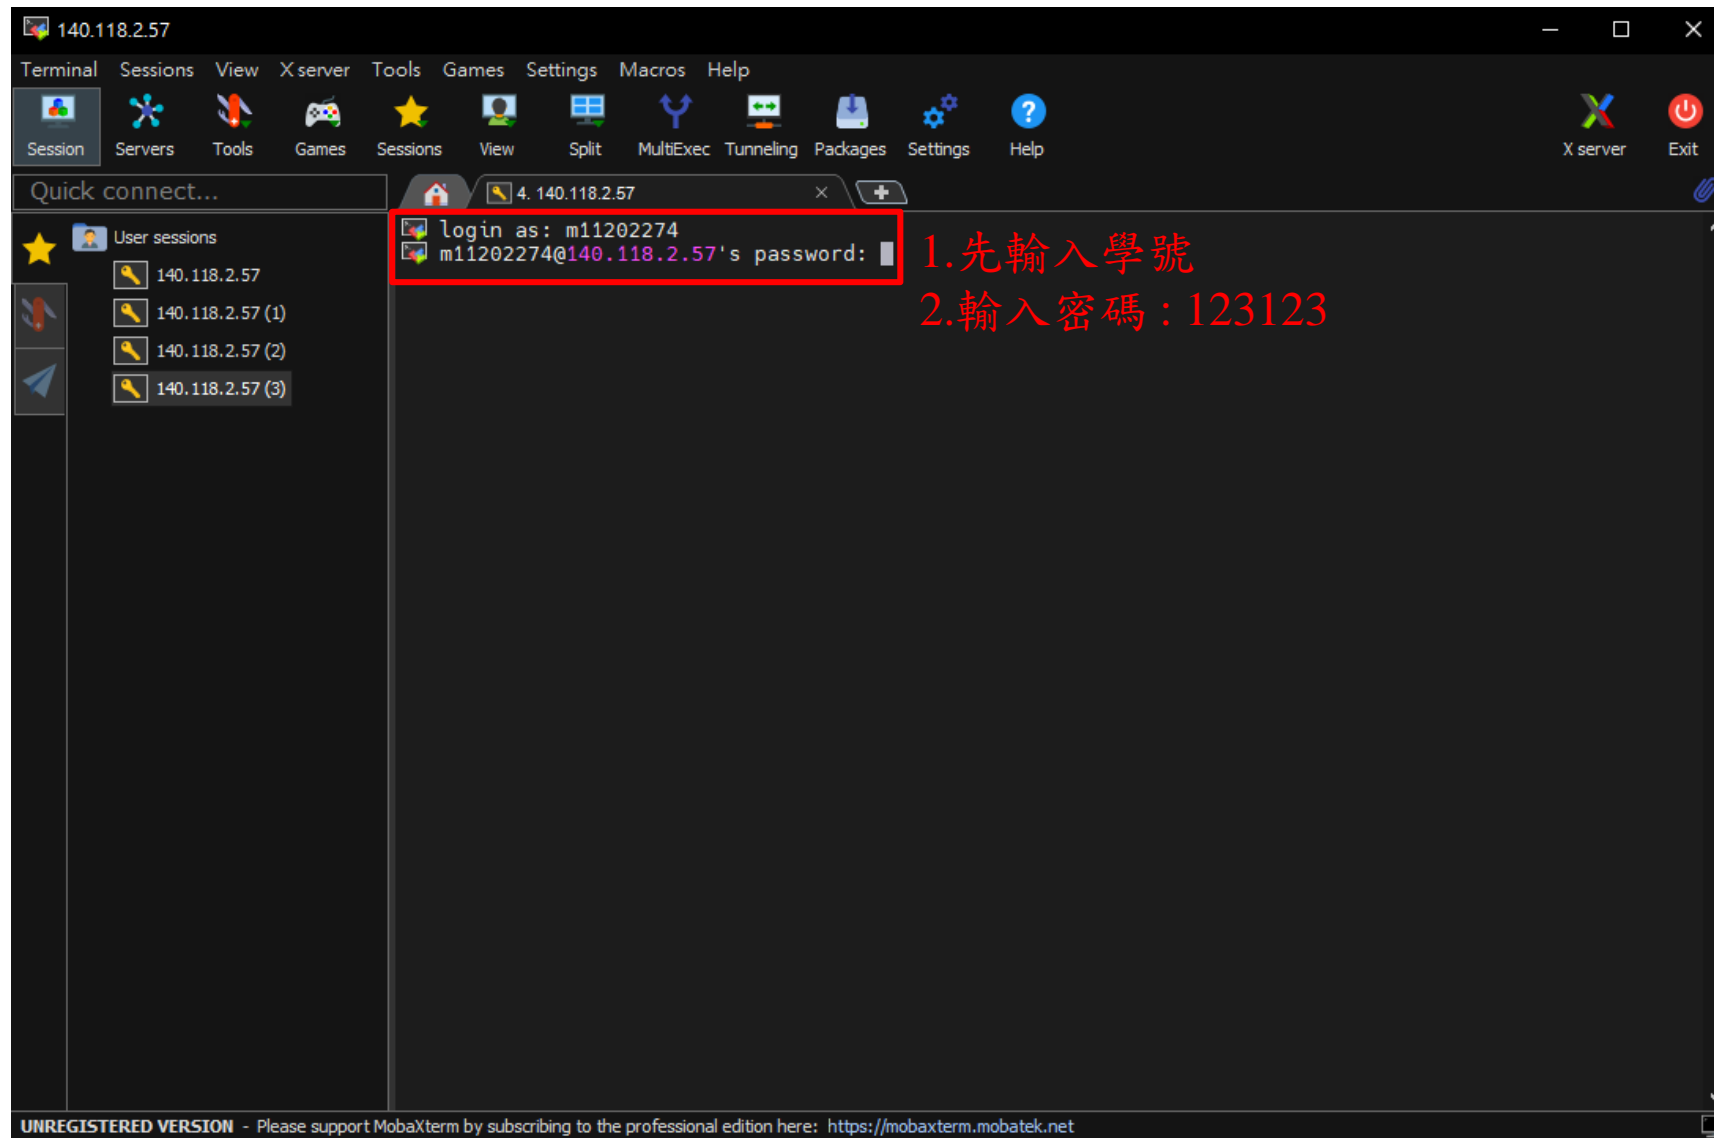 140.118.2.57
Terminal Sessions View X server Tools Games Settings Macros Help
Session Servers Tools Games Sessions View Split MultiExec Tunneling Packages Settings Help X server Exit
Quick connect...
4. 140.118.2.57
User sessions
140.118.2.57
140.118.2.57 (1)
140.118.2.57 (2)
140.118.2.57 (3)
login as: m11202274
m11202274@140.118.2.57's password:
1.先輸入學號
2.輸入密碼 : 123123
UNREGISTERED VERSION - Please support MobaXterm by subscribing to the professional edition here: https://mobaxterm.mobatek.net